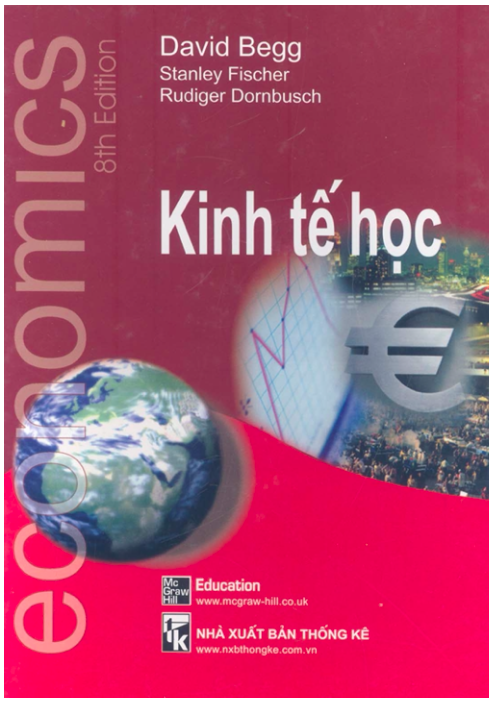 economics
8th Edition
David Begg
Stanley Fischer
Rudiger Dornbusch
Kinh tế học
Mc
Graw
Hill
Education
www.mcgraw-hill.co.uk
tk
NHÀ XUẤT BẢN THỐNG KÊ
www.nxbthongke.com.vn